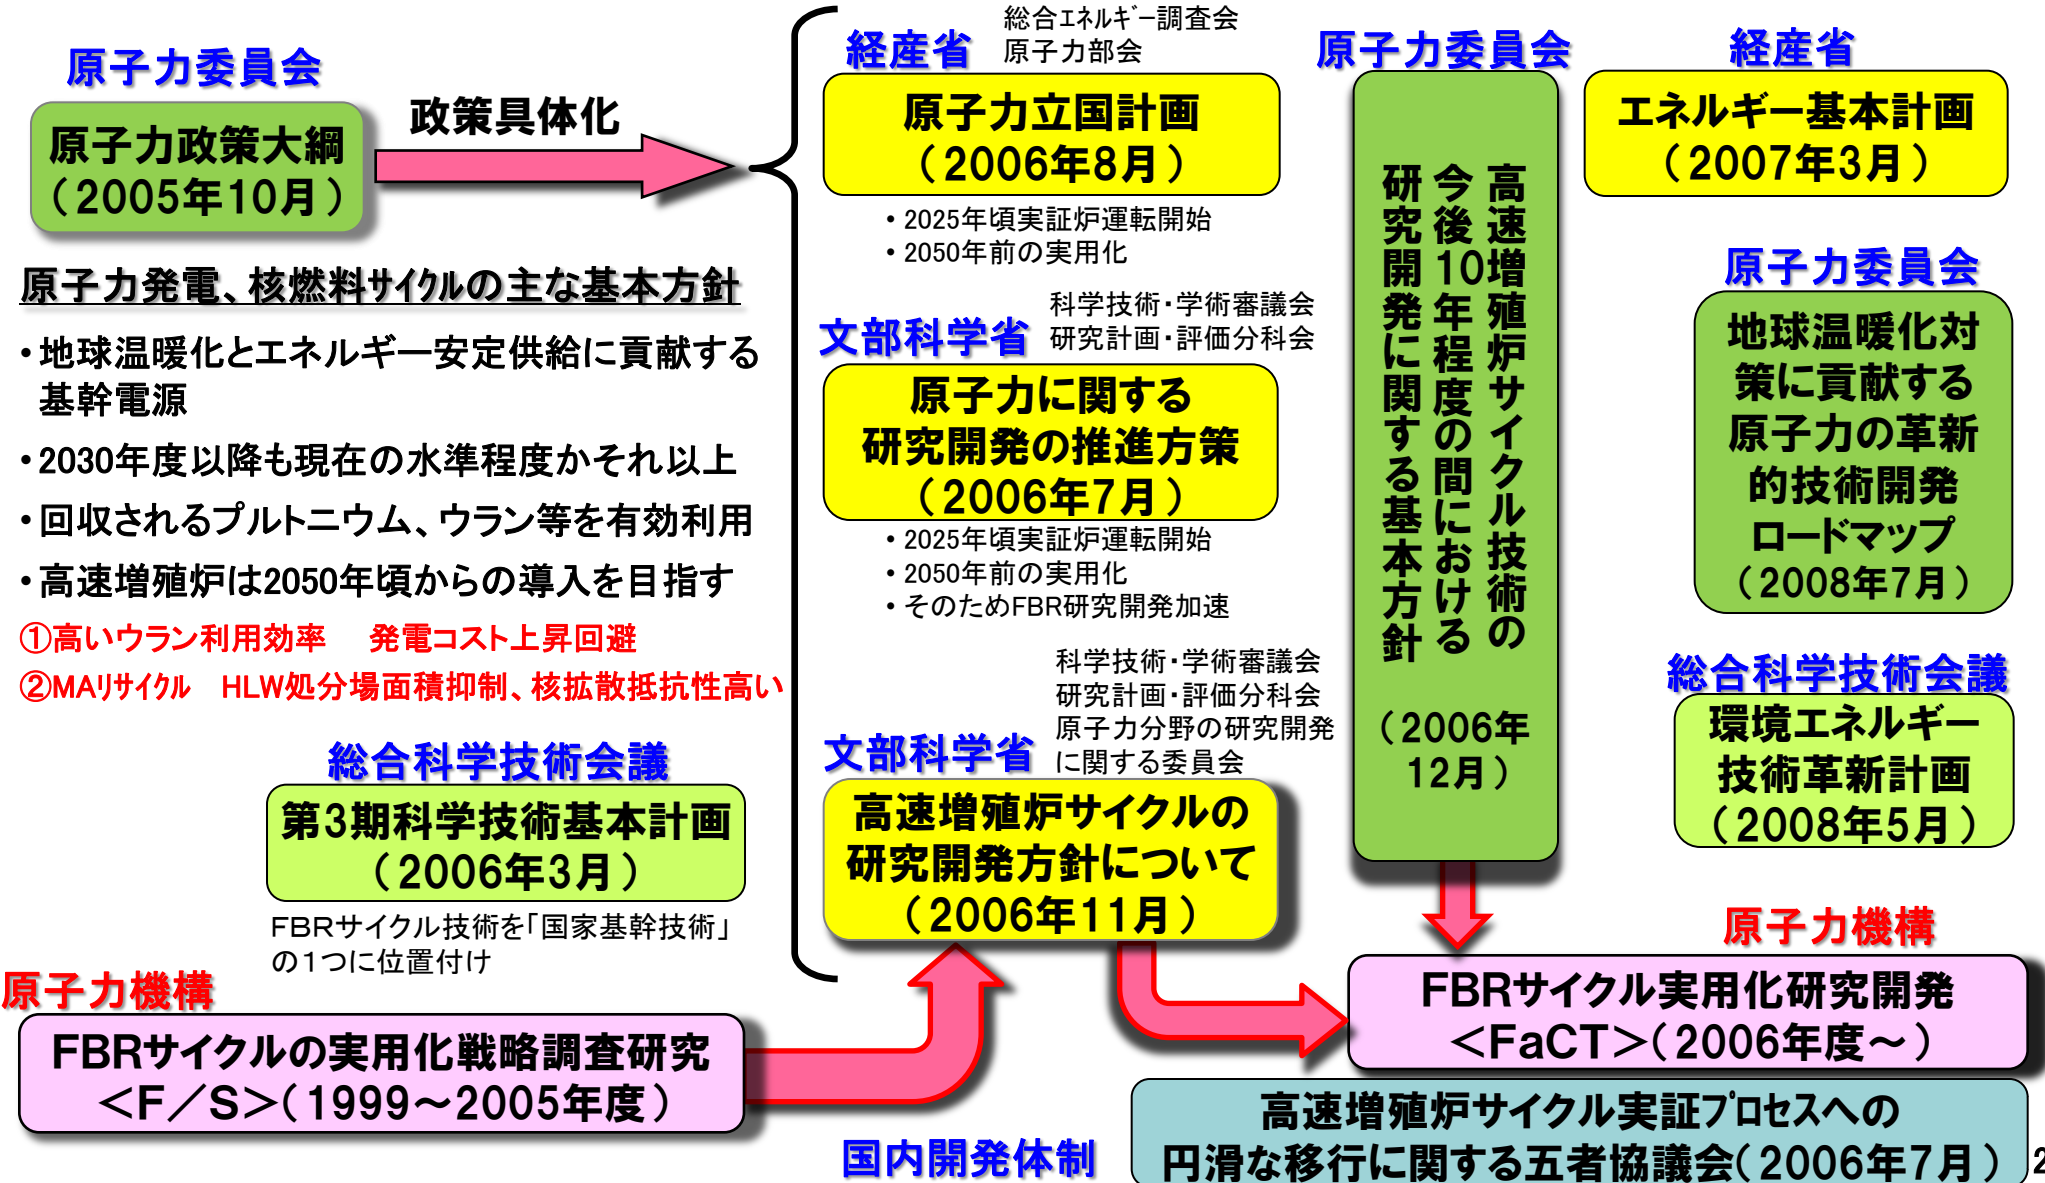 原子力委員会
原子力政策大綱
（2005年10月）
政策具体化
原子力発電、核燃料ｻｲｸﾙの主な基本方針
・地球温暖化とエネルギー安定供給に貢献する
基幹電源
・2030年度以降も現在の水準程度かそれ以上
・回収されるプルトニウム、ウラン等を有効利用
・高速増殖炉は2050年頃からの導入を目指す
①高いウラン利用効率　発電コスト上昇回避
②MAﾘｻｲｸﾙ　HLW処分場面積抑制、核拡散抵抗性高い
総合科学技術会議
第3期科学技術基本計画
（2006年3月）
FBRサイクル技術を｢国家基幹技術｣
の1つに位置付け
原子力機構
FBRサイクルの実用化戦略調査研究
＜F／S＞（1999～2005年度）
経産省
総合ｴﾈﾙｷﾞｰ調査会
原子力部会
原子力立国計画
（2006年8月）
・2025年頃実証炉運転開始
・2050年前の実用化
文部科学省
科学技術・学術審議会
研究計画・評価分科会
原子力に関する
研究開発の推進方策
（2006年7月）
・2025年頃実証炉運転開始
・2050年前の実用化
・そのためFBR研究開発加速
文部科学省
科学技術・学術審議会
研究計画・評価分科会
原子力分野の研究開発
に関する委員会
高速増殖炉サイクルの
研究開発方針について
（2006年11月）
原子力委員会
高速増殖炉サイクル技術の
今後10年程度の間における
研究開発に関する基本方針
（2006年
12月）
経産省
エネルギー基本計画
（2007年3月）
原子力委員会
地球温暖化対
策に貢献する
原子力の革新
的技術開発
ロードマップ
（2008年7月）
総合科学技術会議
環境エネルギー
技術革新計画
（2008年5月）
原子力機構
FBRサイクル実用化研究開発
＜FaCT＞（2006年度～）
国内開発体制
高速増殖炉サイクル実証ﾌﾟﾛｾｽへの
円滑な移行に関する五者協議会（2006年7月）
2